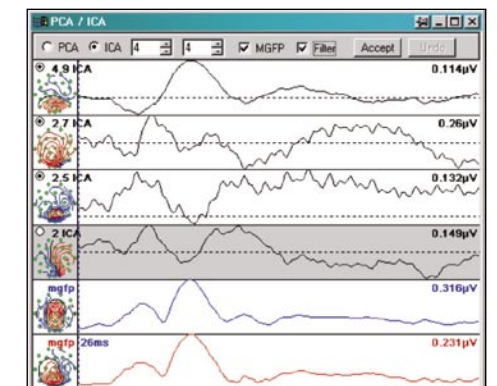 PCA / ICA
PCA ICA 4 4 MGFP Filter Accept Undo
4,9 ICA 0.114µV
2,7 ICA 0.26µV
2,5 ICA 0.132µV
2 ICA 0.149µV
mgfp 0.316µV
mgfp 26ms 0.231µV